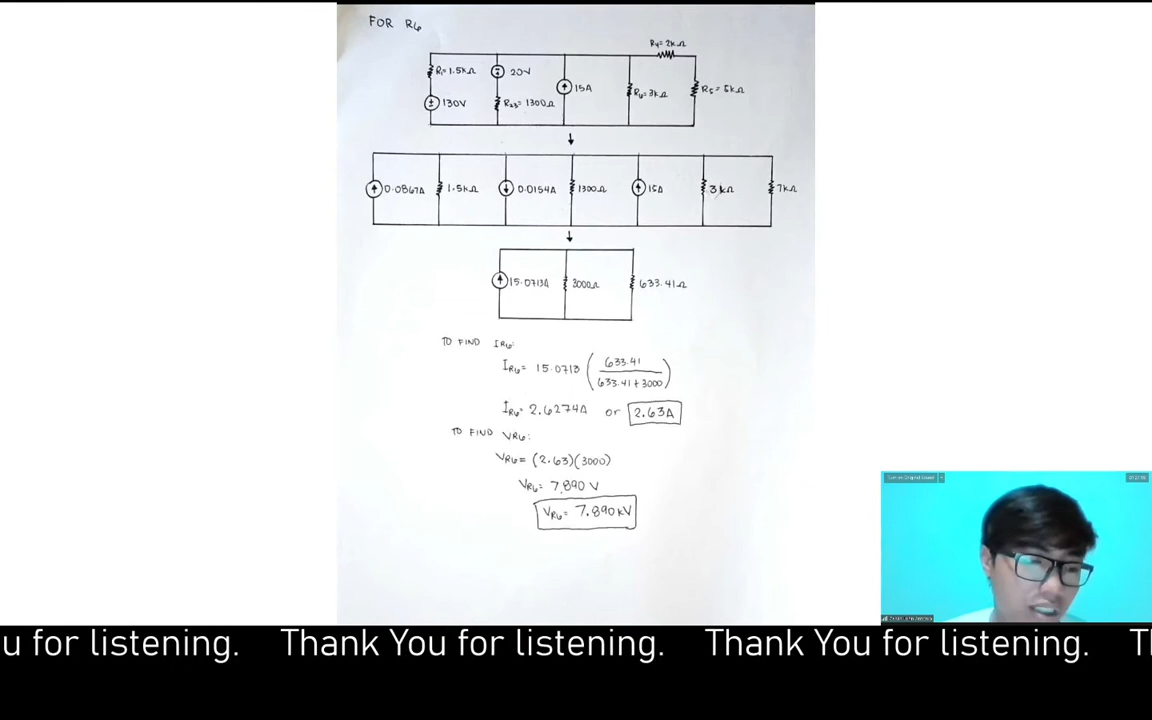 FOR R6
R4= 2kΩ
R1= 1.5kΩ
20V
15A
R6= 3kΩ
R5= 5kΩ
130V
R23= 1300Ω
0.0867A
1.5kΩ
0.0154A
1300Ω
15A
3kΩ
7kΩ
15.0713A
3000Ω
633.41Ω
TO FIND IR6:
IR6= 15.0713 ( 633.41 / 633.41 + 3000 )
IR6= 2.6274A or 2.63A
TO FIND VR6:
VR6= (2.63)(3000)
VR6= 7,890 V
VR6= 7.890 kV
u for listening. Thank You for listening. Thank You for listening.